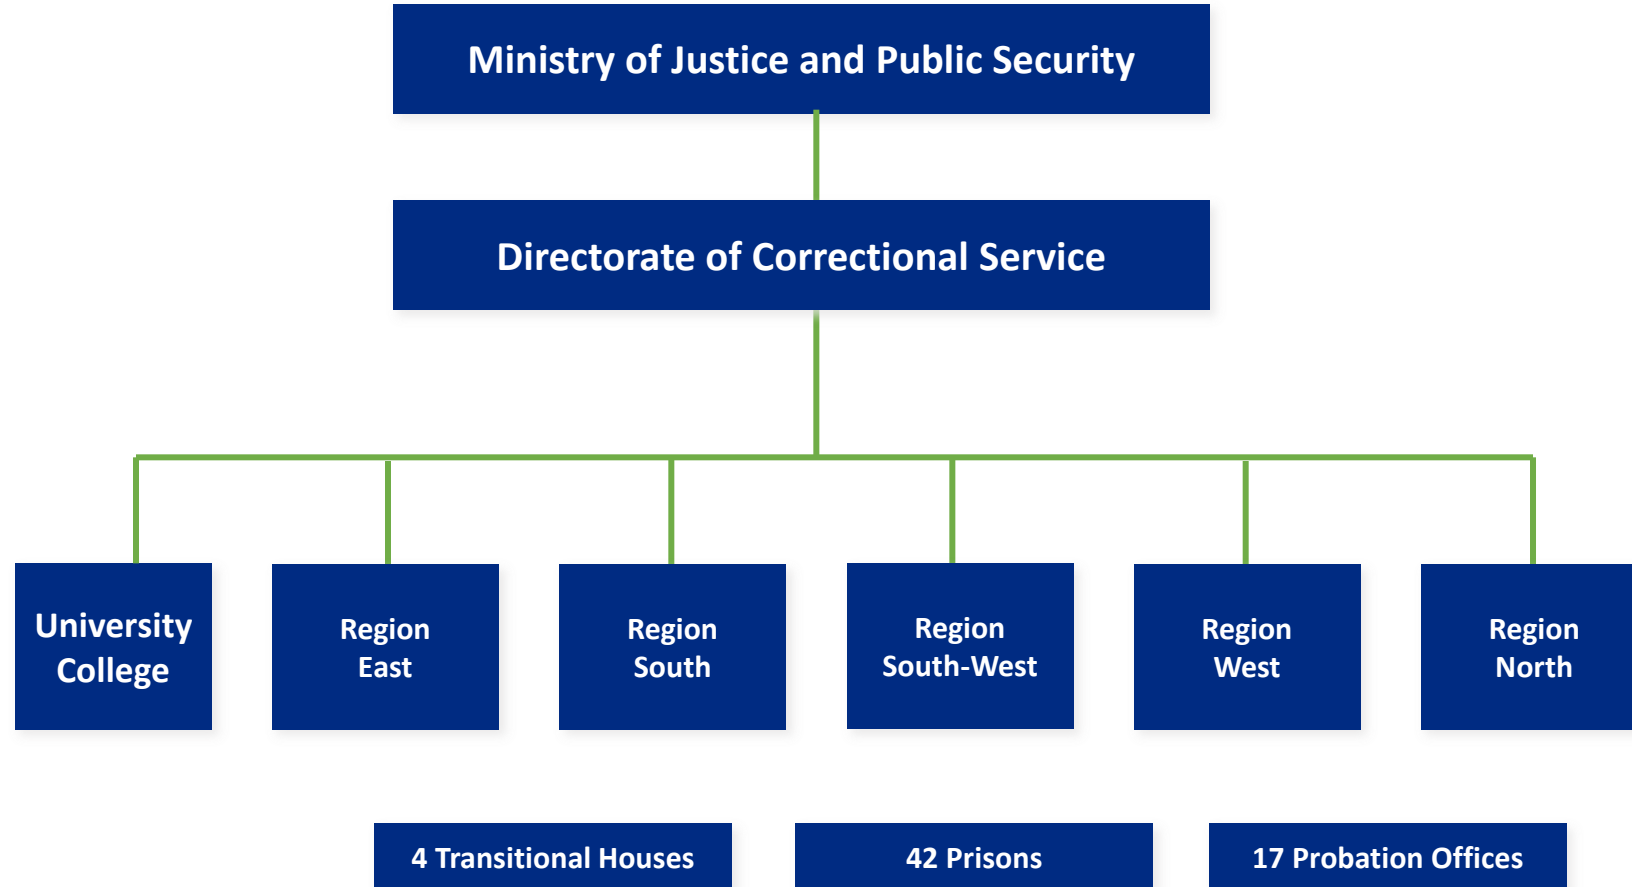 Ministry of Justice and Public Security
Directorate of Correctional Service
University
College
Region
East
Region
South
Region
South-West
Region
West
Region
North
4 Transitional Houses
42 Prisons
17 Probation Offices